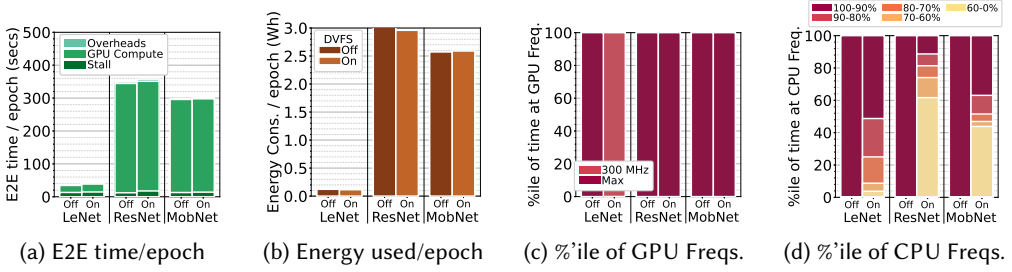 E2E time / epoch (secs)
500
400
300
200
100
0
Overheads
GPU Compute
Stall
Off On Off On Off On
LeNet ResNet MobNet
(a) E2E time/epoch
Energy Cons. / epoch (Wh)
3.0
2.5
2.0
1.5
1.0
0.5
0.0
DVFS
Off
On
Off On Off On Off On
LeNet ResNet MobNet
(b) Energy used/epoch
%ile of time at GPU Freq.
100
80
60
40
20
0
300 MHz
Max
Off On Off On Off On
LeNet ResNet MobNet
(c) %'ile of GPU Freqs.
100-90% 80-70% 60-0%
90-80% 70-60%
%ile of time at CPU Freq.
100
80
60
40
20
0
Off On Off On Off On
LeNet ResNet MobNet
(d) %'ile of CPU Freqs.